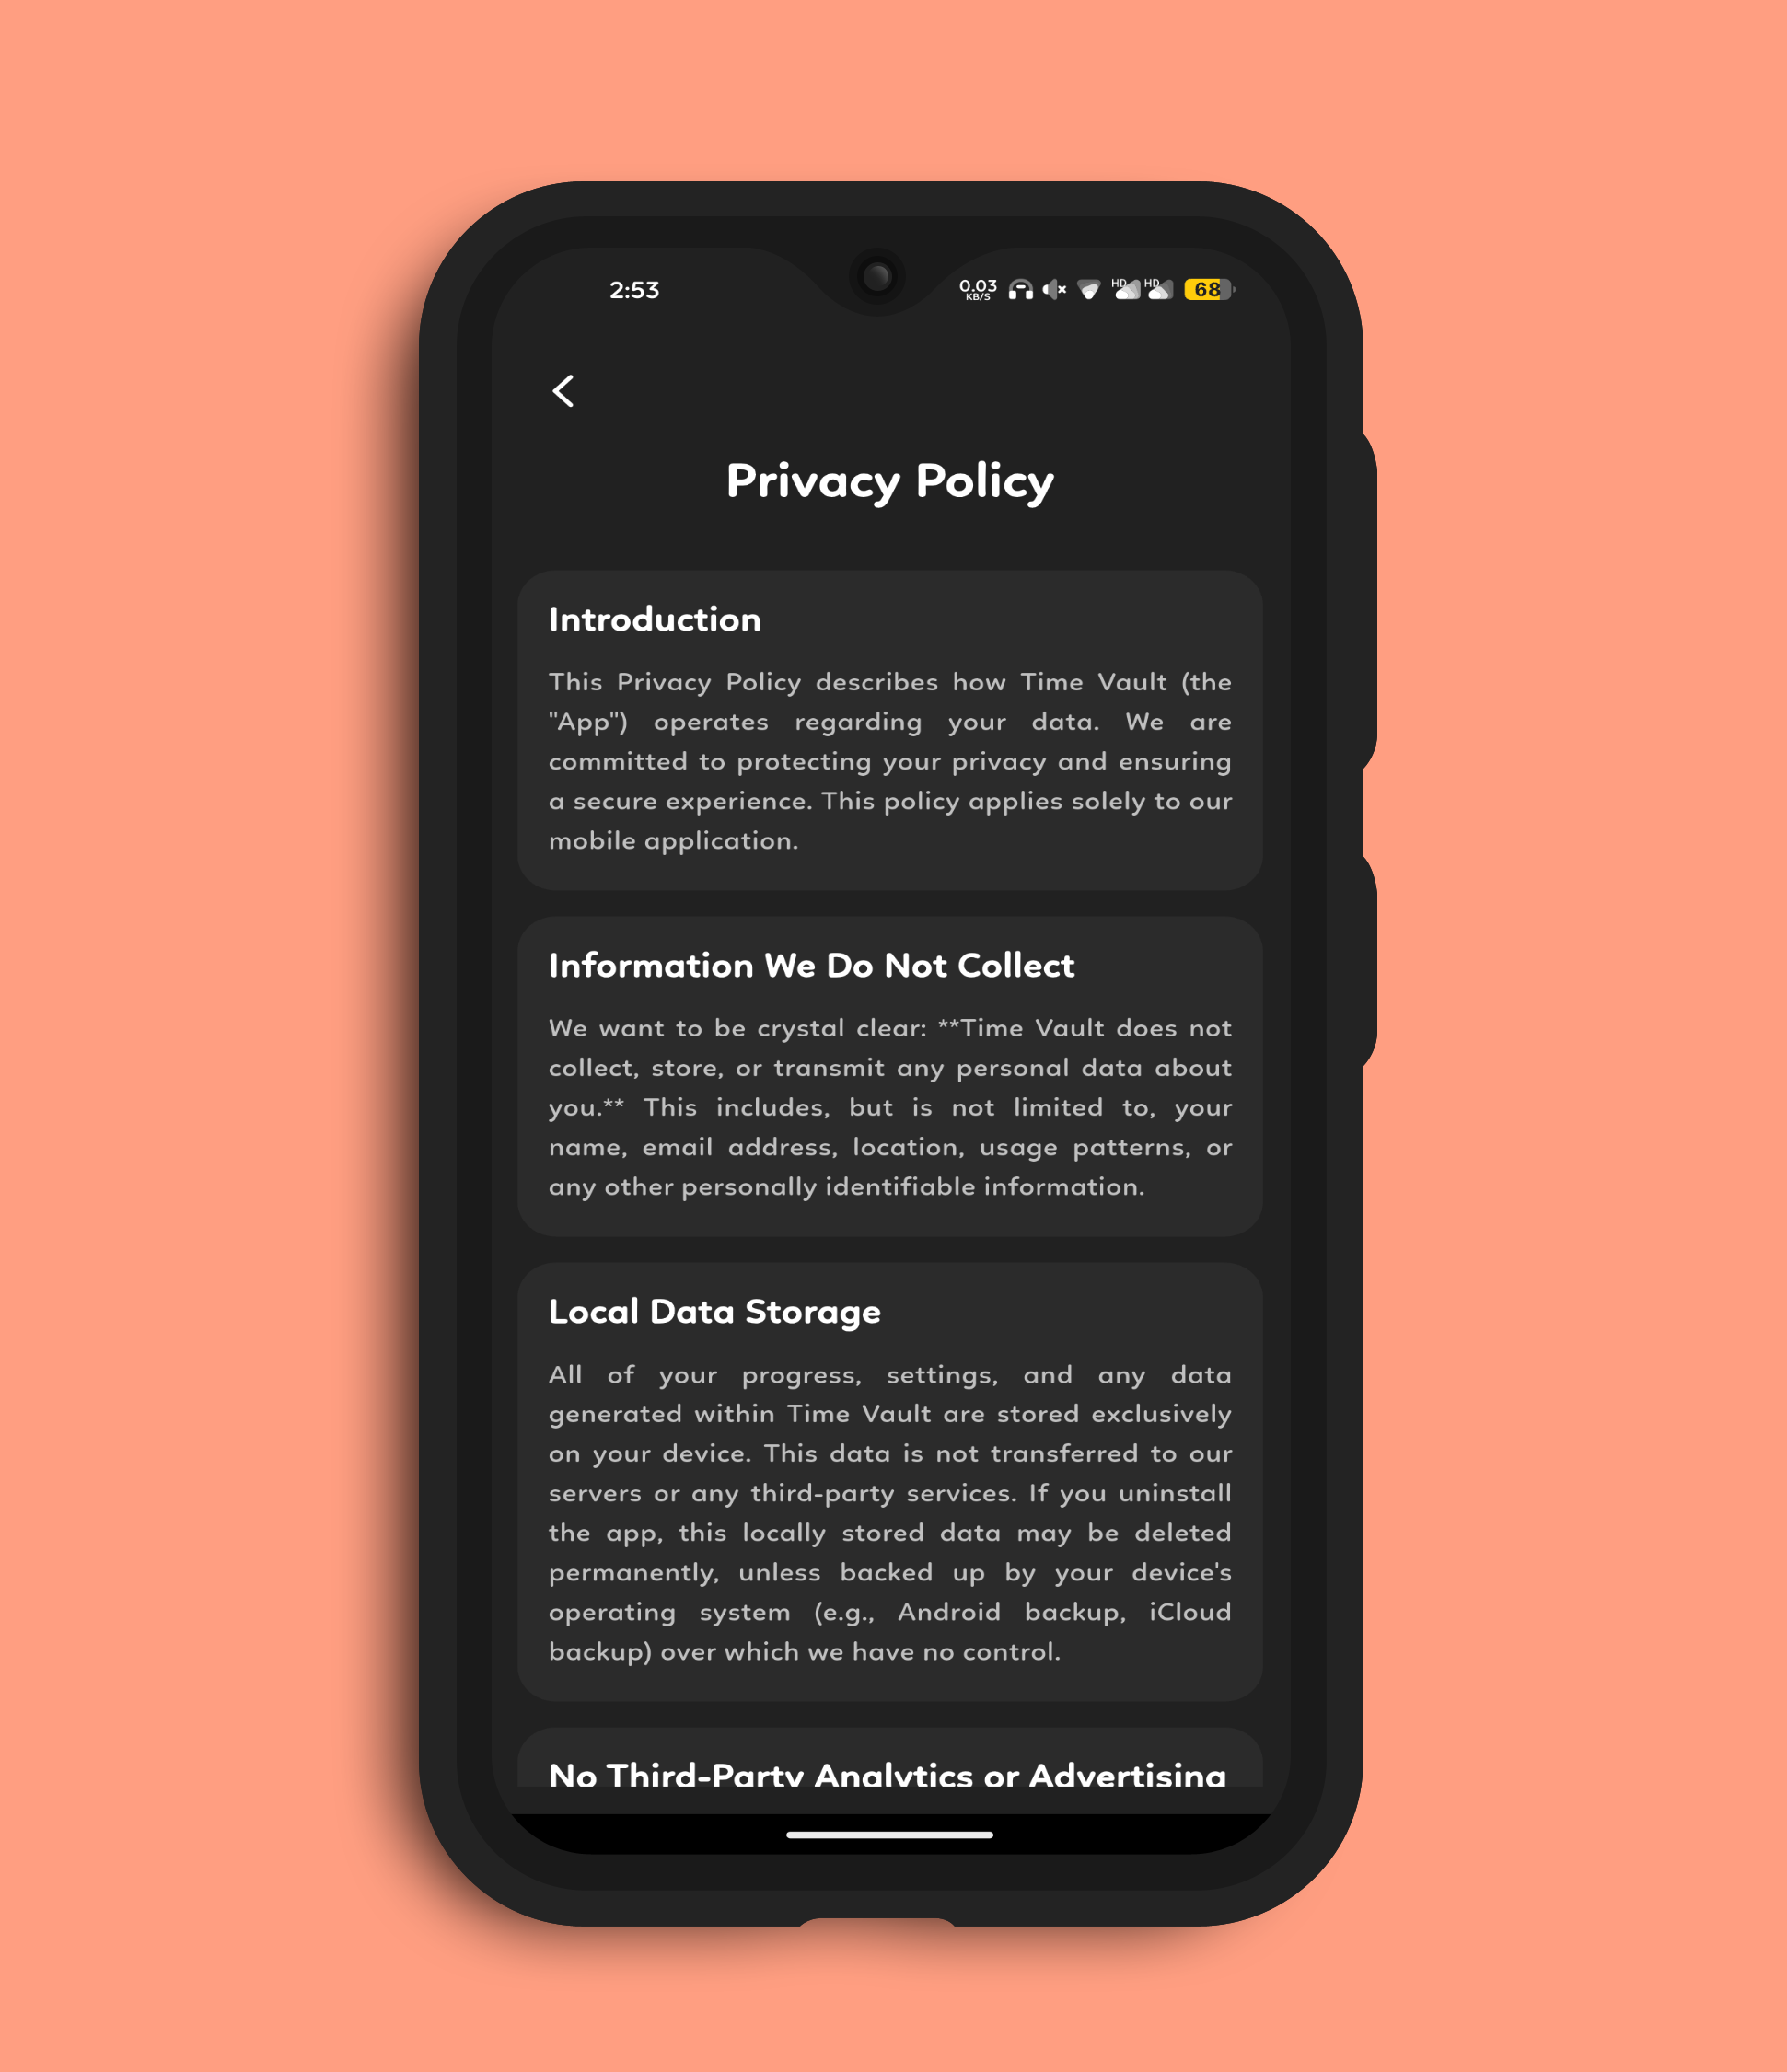 2:53
0.03
KB/S
HD
HD
68
Privacy Policy
Introduction
This Privacy Policy describes how Time Vault (the
"App") operates regarding your data. We are
committed to protecting your privacy and ensuring
a secure experience. This policy applies solely to our
mobile application.
Information We Do Not Collect
We want to be crystal clear: **Time Vault does not
collect, store, or transmit any personal data about
you.** This includes, but is not limited to, your
name, email address, location, usage patterns, or
any other personally identifiable information.
Local Data Storage
All of your progress, settings, and any data
generated within Time Vault are stored exclusively
on your device. This data is not transferred to our
servers or any third-party services. If you uninstall
the app, this locally stored data may be deleted
permanently, unless backed up by your device's
operating system (e.g., Android backup, iCloud
backup) over which we have no control.
No Third-Party Analytics or Advertising